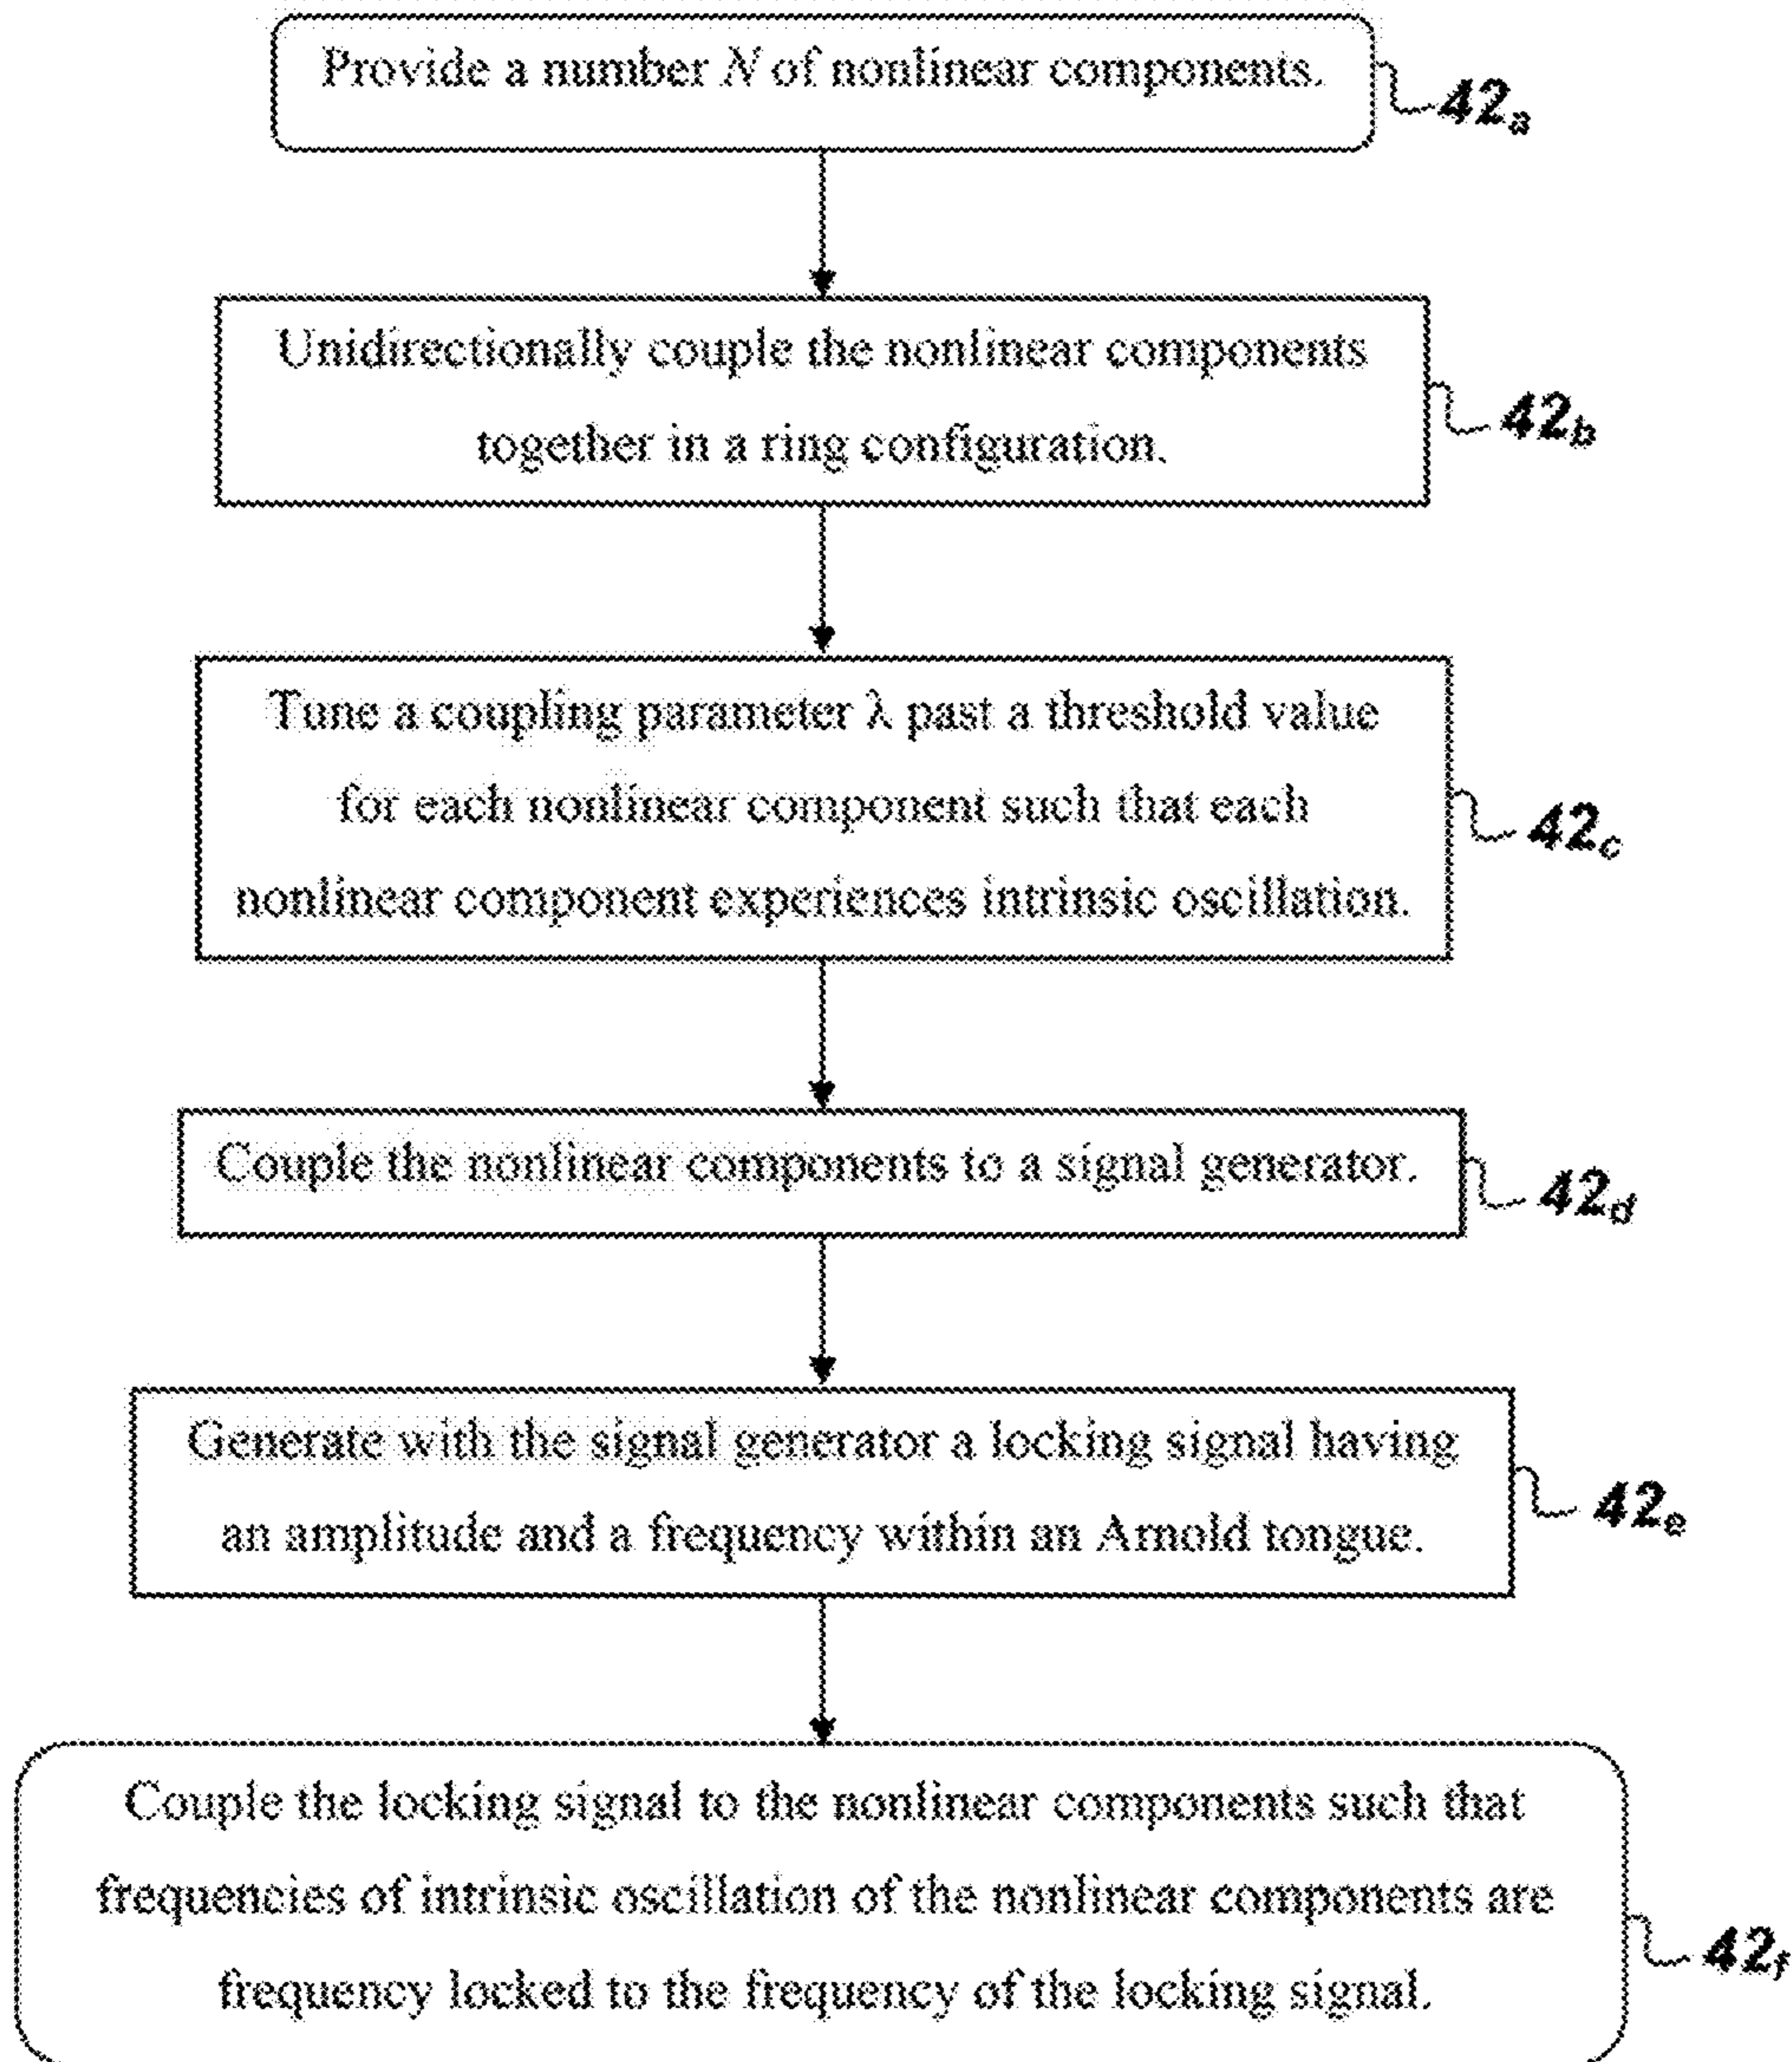 Provide a number N of nonlinear components.
42a
Unidirectionally couple the nonlinear components
together in a ring configuration.
42b
Tune a coupling parameter λ past a threshold value
for each nonlinear component such that each
nonlinear component experiences intrinsic oscillation.
42c
Couple the nonlinear components to a signal generator.
42d
Generate with the signal generator a locking signal having
an amplitude and a frequency within an Arnold tongue.
42e
Couple the locking signal to the nonlinear components such that
frequencies of intrinsic oscillation of the nonlinear components are
frequency locked to the frequency of the locking signal.
42f